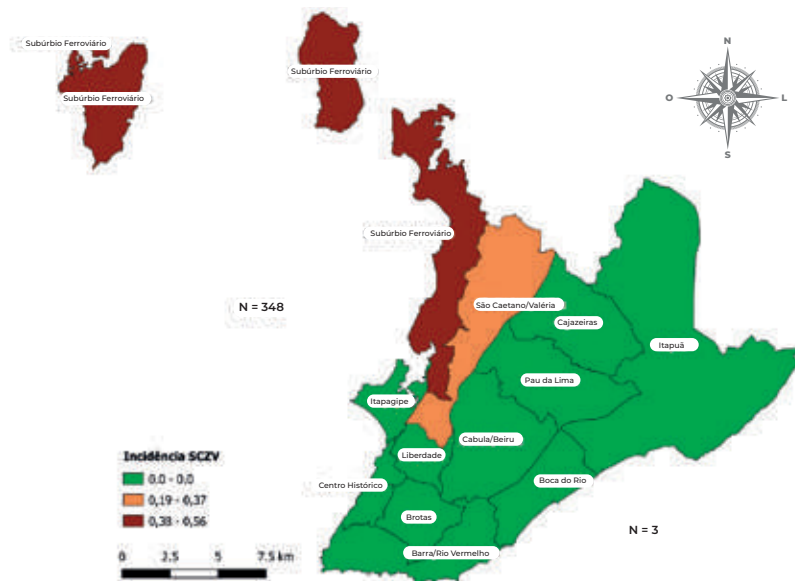 Subúrbio Ferroviário
Subúrbio Ferroviário
Subúrbio Ferroviário
N
O
L
S
Subúrbio Ferroviário
N = 348
São Caetano/Valéria
Cajazeiras
Itapuã
Pau da Lima
Itapagipe
Cabula/Beiru
Liberdade
Incidência SCZV
0,0 - 0,0
0,19 - 0,37
0,38 - 0,56
Centro Histórico
Boca do Rio
Brotas
N = 3
Barra/Rio Vermelho
0 2.5 5 7.5 km